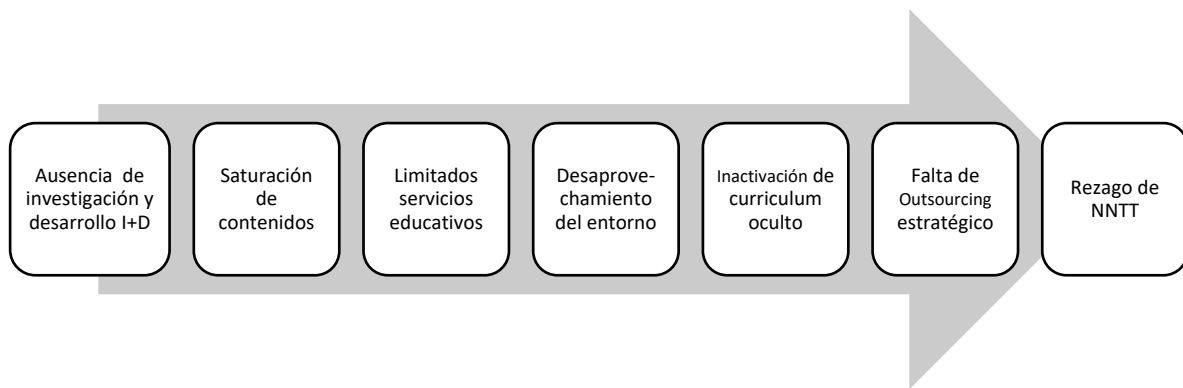 Ausencia de
investigación y
desarrollo I+D
Saturación
de
contenidos
Limitados
servicios
educativos
Desaprove-
chamiento
del entorno
Inactivación de
curriculum
oculto
Falta de
Outsourcing
estratégico
Rezago de
NNTT